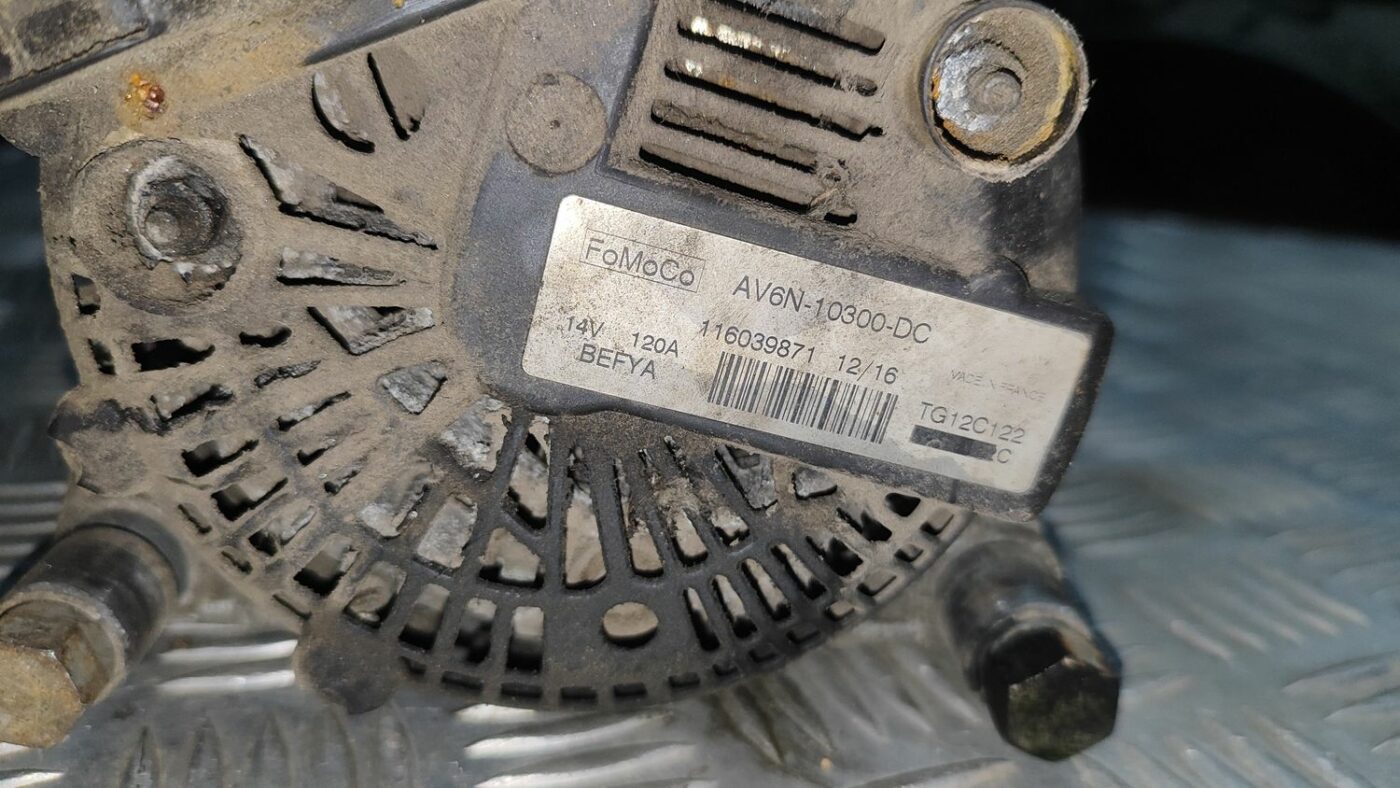 FoMoCo
AV6N-10300-DC
14V 120A 116039871 12/16
BEFYA
MADE IN FRANCE
TG12C122
C